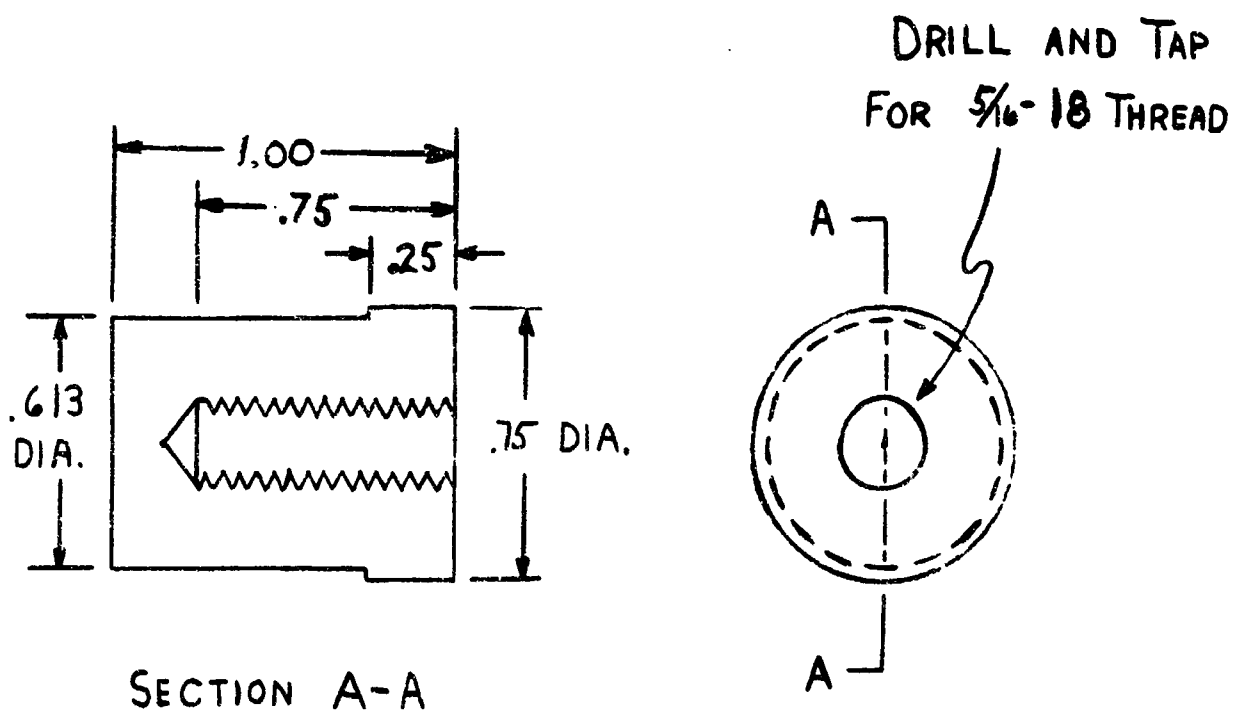 DRILL AND TAP
FOR 5/16-18 THREAD
1.00
.75
.25
A
.613
DIA.
.75 DIA.
A
SECTION A-A